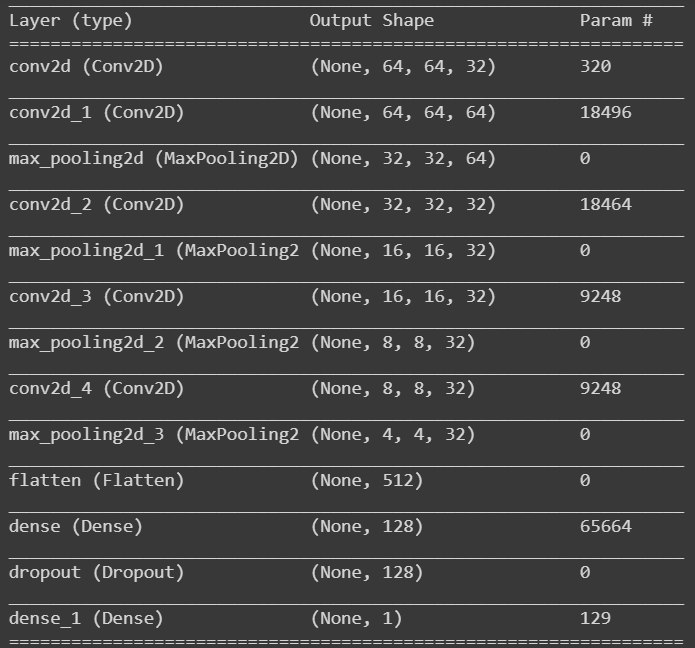 Layer (type) Output Shape Param #
=================================================================
conv2d (Conv2D) (None, 64, 64, 32) 320
conv2d_1 (Conv2D) (None, 64, 64, 64) 18496
max_pooling2d (MaxPooling2D) (None, 32, 32, 64) 0
conv2d_2 (Conv2D) (None, 32, 32, 32) 18464
max_pooling2d_1 (MaxPooling2 (None, 16, 16, 32) 0
conv2d_3 (Conv2D) (None, 16, 16, 32) 9248
max_pooling2d_2 (MaxPooling2 (None, 8, 8, 32) 0
conv2d_4 (Conv2D) (None, 8, 8, 32) 9248
max_pooling2d_3 (MaxPooling2 (None, 4, 4, 32) 0
flatten (Flatten) (None, 512) 0
dense (Dense) (None, 128) 65664
dropout (Dropout) (None, 128) 0
dense_1 (Dense) (None, 1) 129
=================================================================